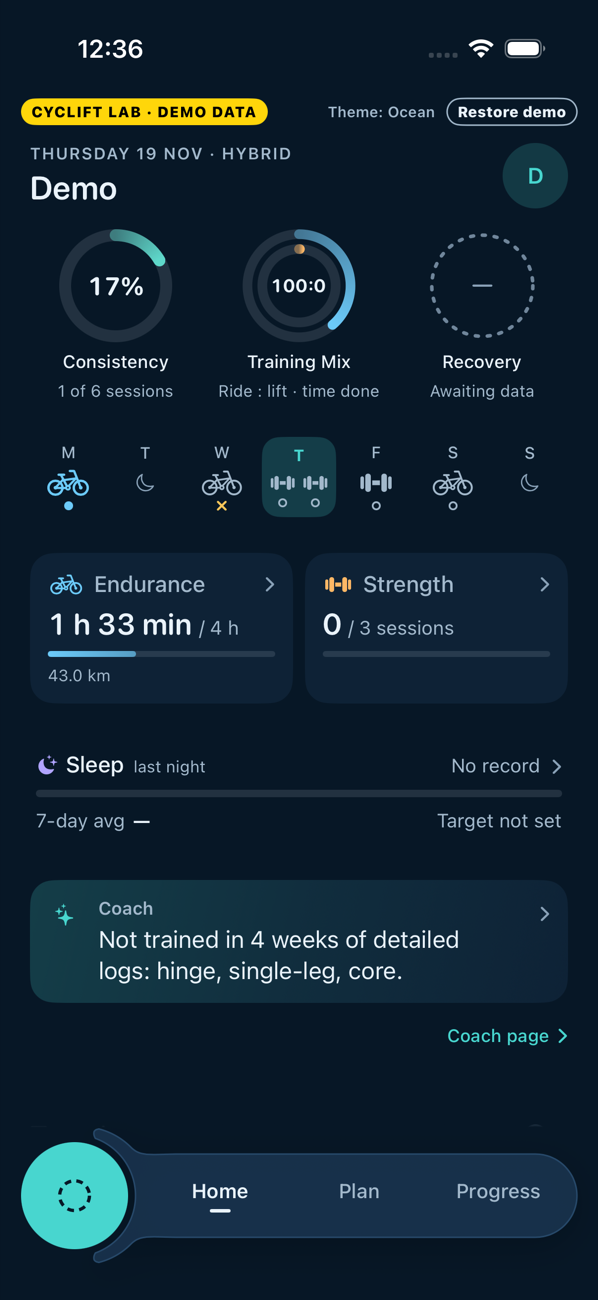 12:36
CYCLIFT LAB · DEMO DATA
Theme: Ocean
Restore demo
THURSDAY 19 NOV · HYBRID
Demo
D
17%
100:0
—
Consistency
Training Mix
Recovery
1 of 6 sessions
Ride : lift · time done
Awaiting data
M T W T F S S
Endurance
1 h 33 min / 4 h
43.0 km
Strength
0 / 3 sessions
Sleep last night
No record
7-day avg —
Target not set
Coach
Not trained in 4 weeks of detailed
logs: hinge, single-leg, core.
Coach page
Home
Plan
Progress